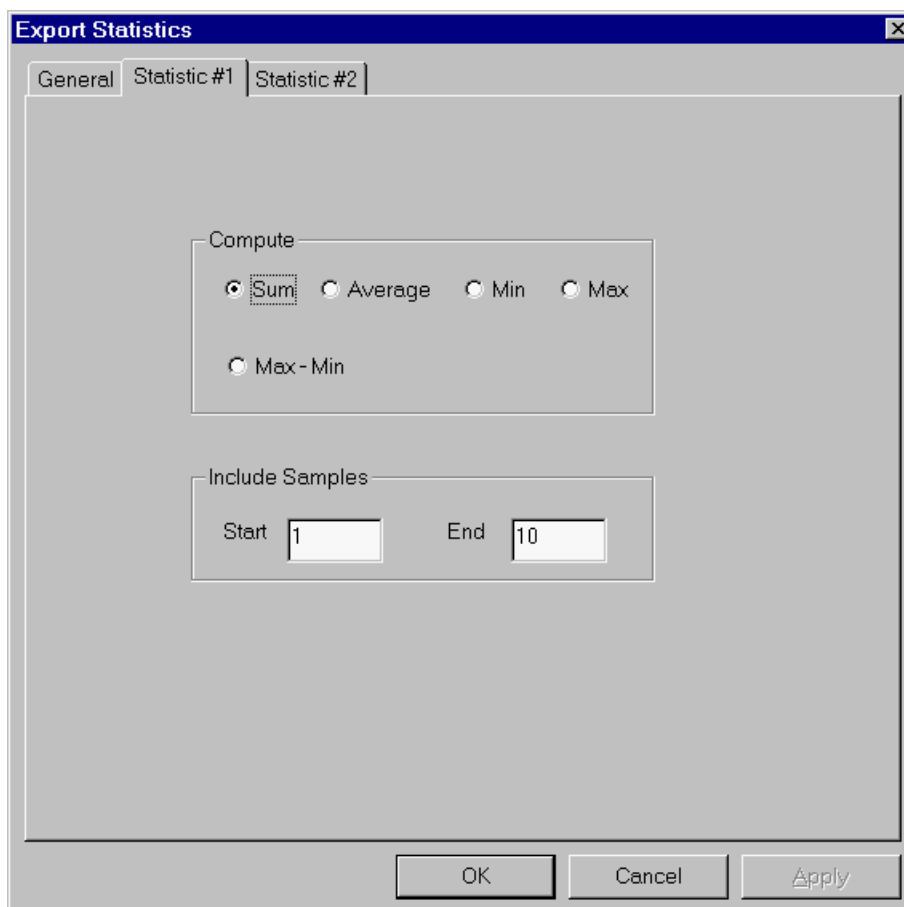 Export Statistics
General Statistic #1 Statistic #2
Compute
Sum Average Min Max
Max - Min
Include Samples
Start 1 End 10
OK Cancel Apply